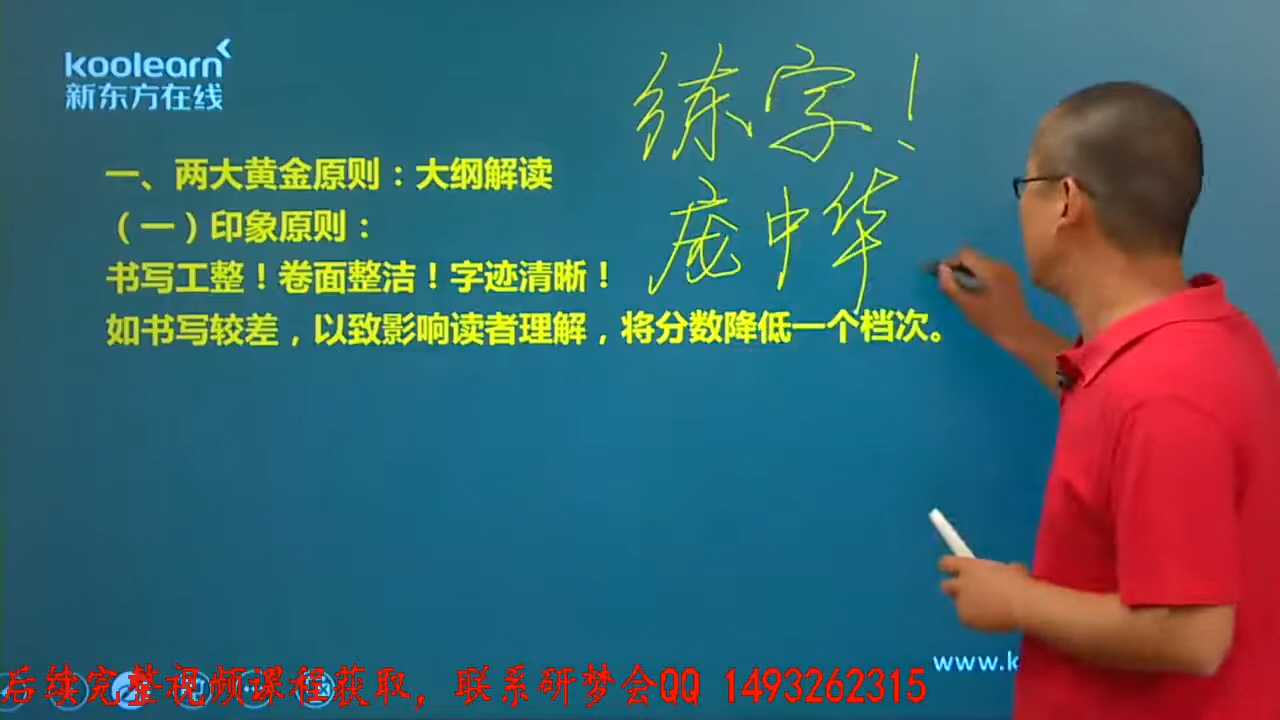 koolearn
新东方在线
练字!
庞中华
一、两大黄金原则：大纲解读
（一）印象原则：
书写工整！卷面整洁！字迹清晰！
如书写较差，以致影响读者理解，将分数降低一个档次。
www.k
后续完整视频课程获取，联系研梦会QQ 1493262315